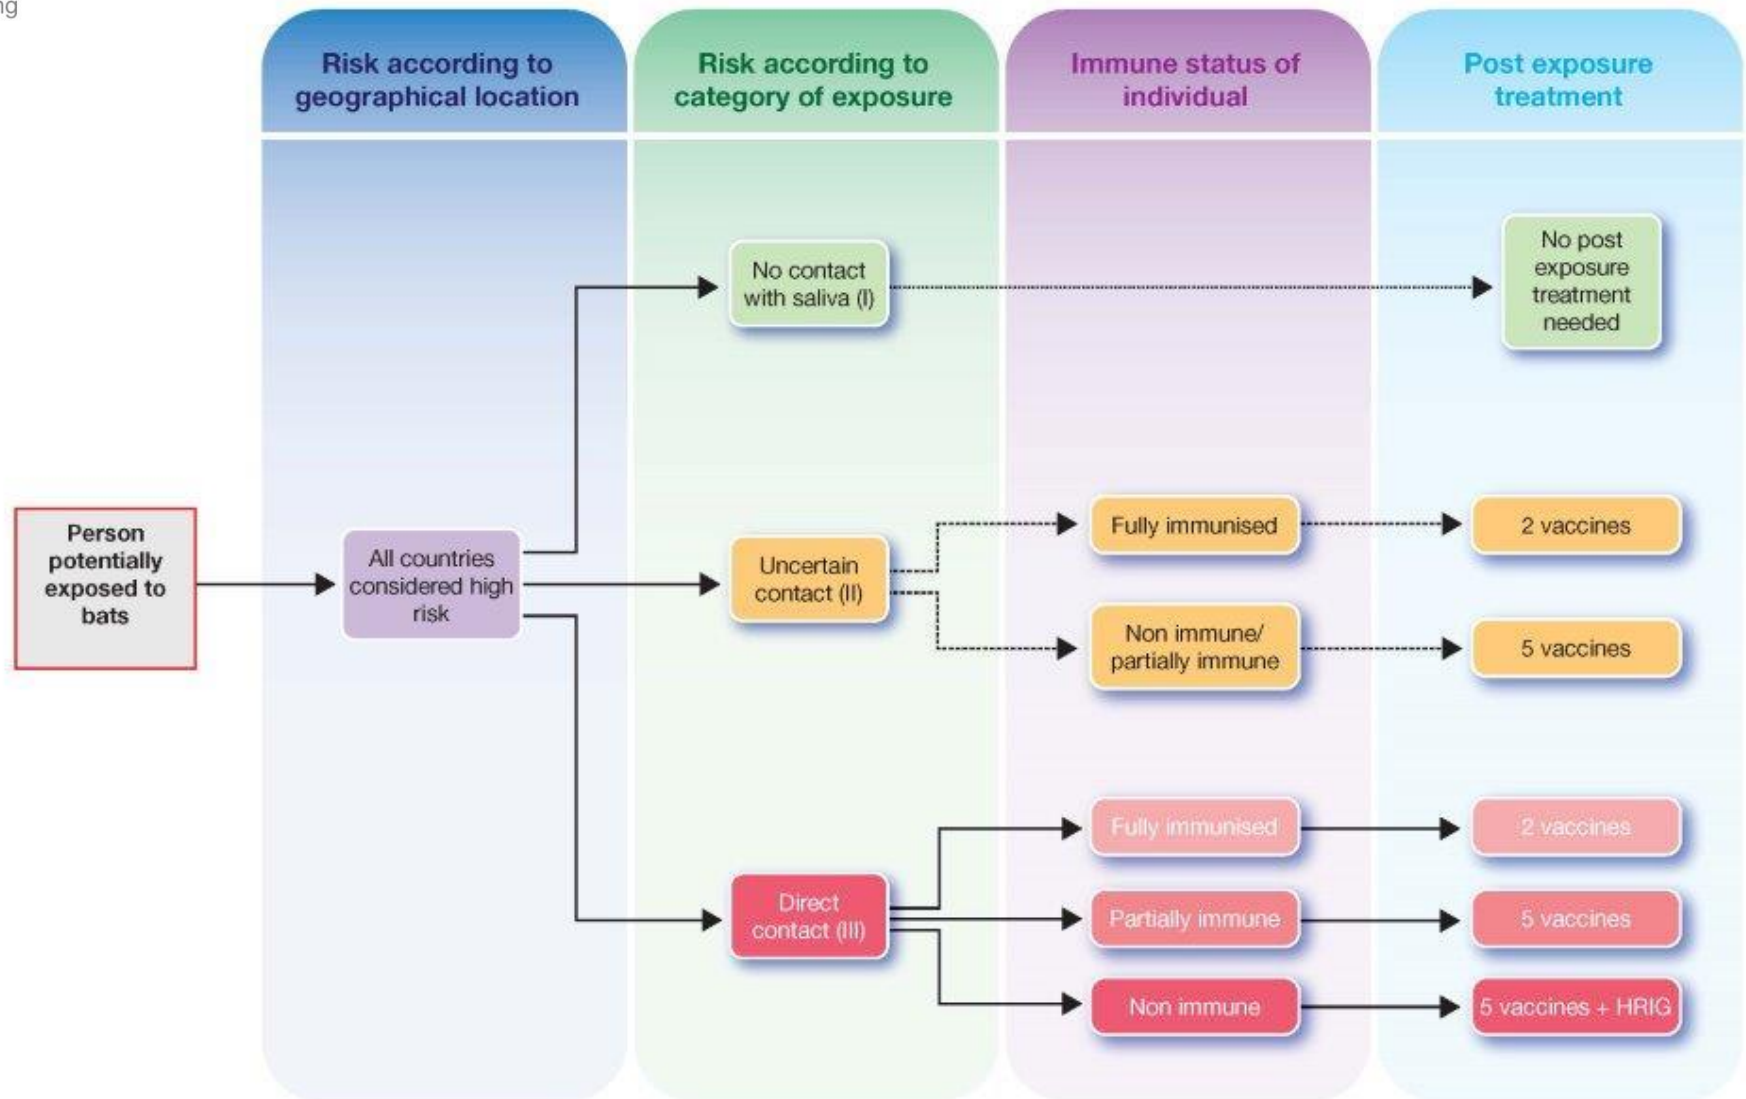 ng
Risk according to
geographical location
Risk according to
category of exposure
Immune status of
individual
Post exposure
treatment
Person
potentially
exposed to
bats
All countries
considered high
risk
No contact
with saliva (I)
No post
exposure
treatment
needed
Uncertain
contact (II)
Fully immunised
2 vaccines
Non immune/
partially immune
5 vaccines
Direct
contact (III)
Fully immunised
2 vaccines
Partially immune
5 vaccines
Non immune
5 vaccines + HRIG